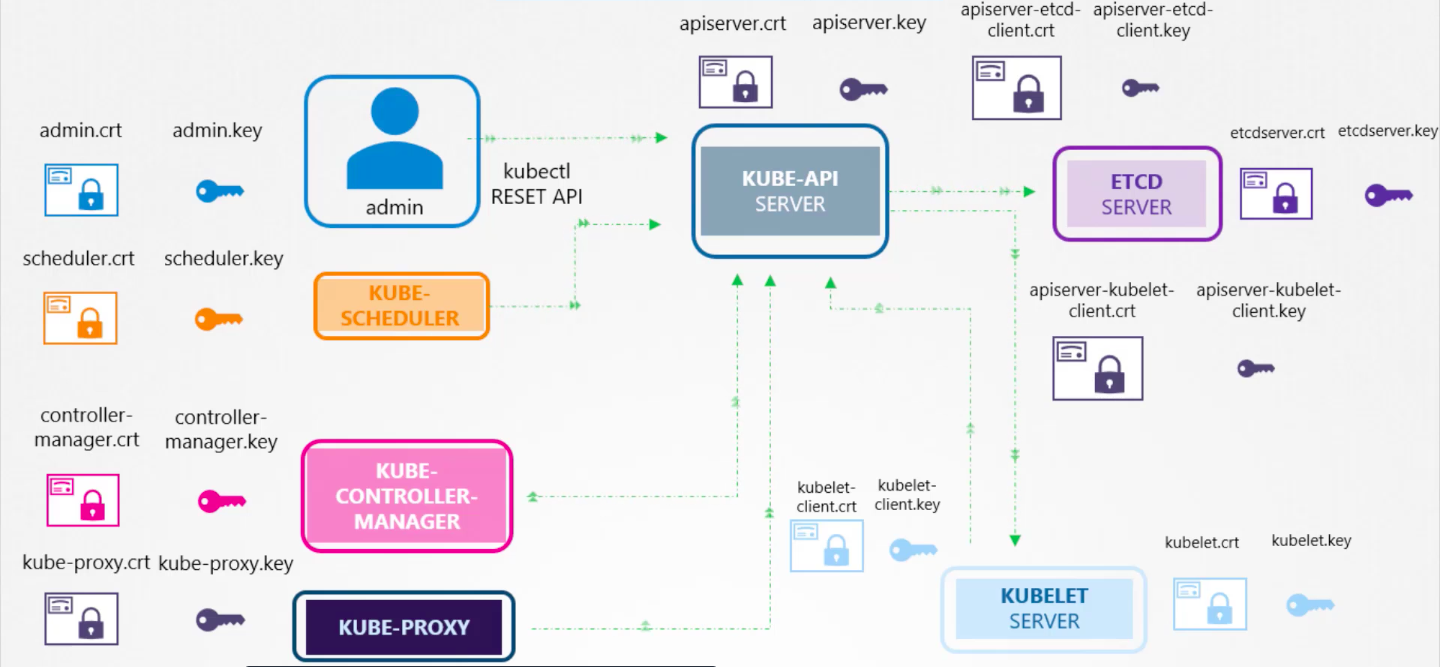 apiserver.crt
apiserver.key
apiserver-etcd-
client.crt
apiserver-etcd-
client.key
admin.crt
admin.key
admin
kubectl
RESET API
KUBE-API
SERVER
ETCD
SERVER
etcdserver.crt
etcdserver.key
scheduler.crt
scheduler.key
KUBE-
SCHEDULER
apiserver-kubelet-
client.crt
apiserver-kubelet-
client.key
controller-
manager.crt
controller-
manager.key
KUBE-
CONTROLLER-
MANAGER
kubelet-
client.crt
kubelet-
client.key
kube-proxy.crt
kube-proxy.key
KUBE-PROXY
KUBELET
SERVER
kubelet.crt
kubelet.key